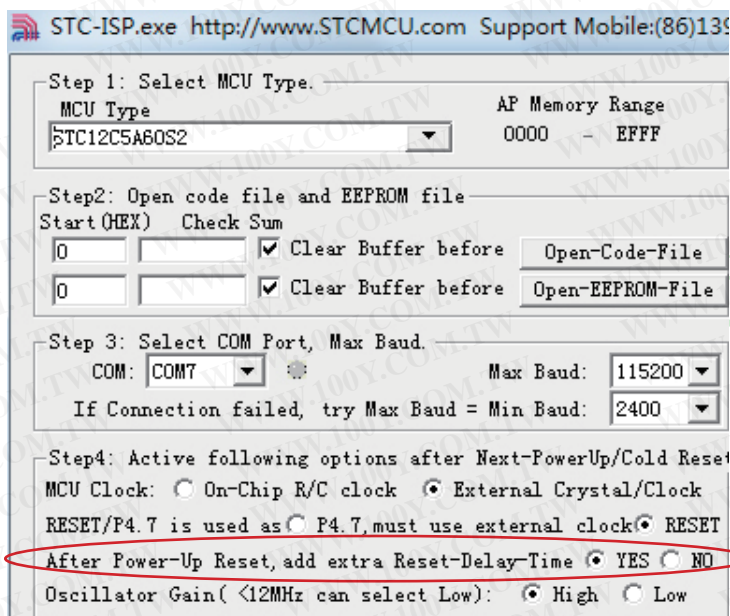 STC-ISP.exe http://www.STCMCU.com Support Mobile:(86)139
Step 1: Select MCU Type.
MCU Type
AP Memory Range
STC12C5A60S2
0000 - EFFF
Step2: Open code file and EEPROM file
Start(HEX) Check Sum
0 Clear Buffer before Open-Code-File
0 Clear Buffer before Open-EEPROM-File
Step 3: Select COM Port, Max Baud.
COM: COM7 Max Baud: 115200
If Connection failed, try Max Baud = Min Baud: 2400
Step4: Active following options after Next-PowerUp/Cold Reset
MCU Clock: On-Chip R/C clock External Crystal/Clock
RESET/P4.7 is used as P4.7,must use external clock RESET
After Power-Up Reset,add extra Reset-Delay-Time YES NO
Oscillator Gain( <12MHz can select Low): High Low
WWW.100Y.COM.TW